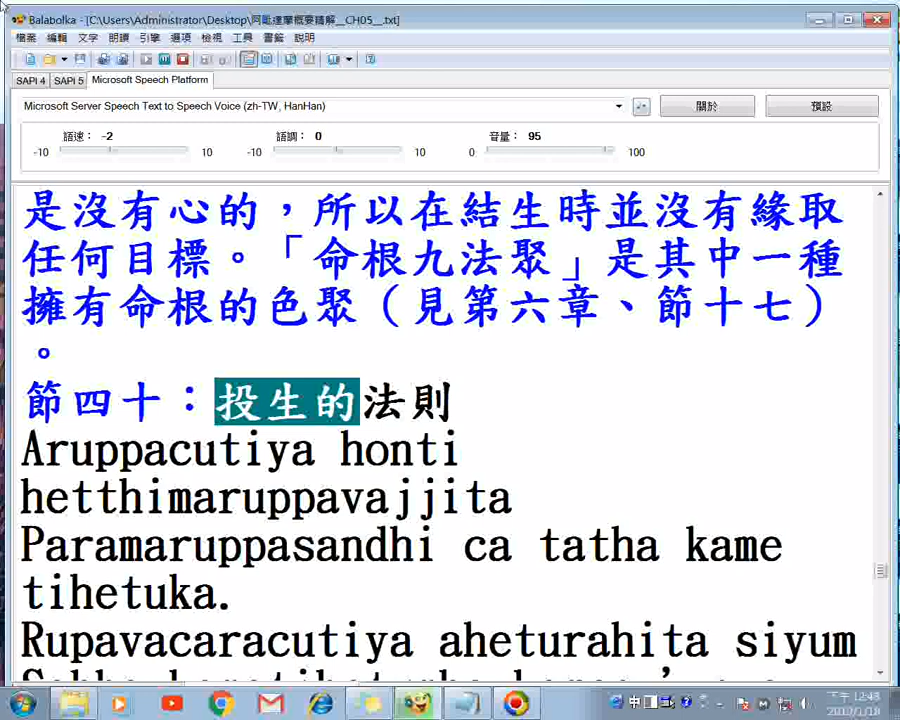 Balabolka - [C:\Users\Administrator\Desktop\阿毗達摩概要精解__CH05__.txt]
檔案 編輯 文字 朗讀 引擎 選項 檢視 工具 書籤 說明
SAPI 4 SAPI 5 Microsoft Speech Platform
Microsoft Server Speech Text to Speech Voice (zh-TW, HanHan) 關於 預設
語速： -2 語調： 0 音量： 95
-10 10 -10 10 0 100
是沒有心的，所以在結生時並沒有緣取
任何目標。「命根九法聚」是其中一種
擁有命根的色聚（見第六章、節十七）
。
節四十：投生的法則
Aruppacutiya honti
hetthimaruppavajjita
Paramaruppasandhi ca tatha kame
tihetuka.
Rupavacaracutiya aheturahita siyum
下午 12:43